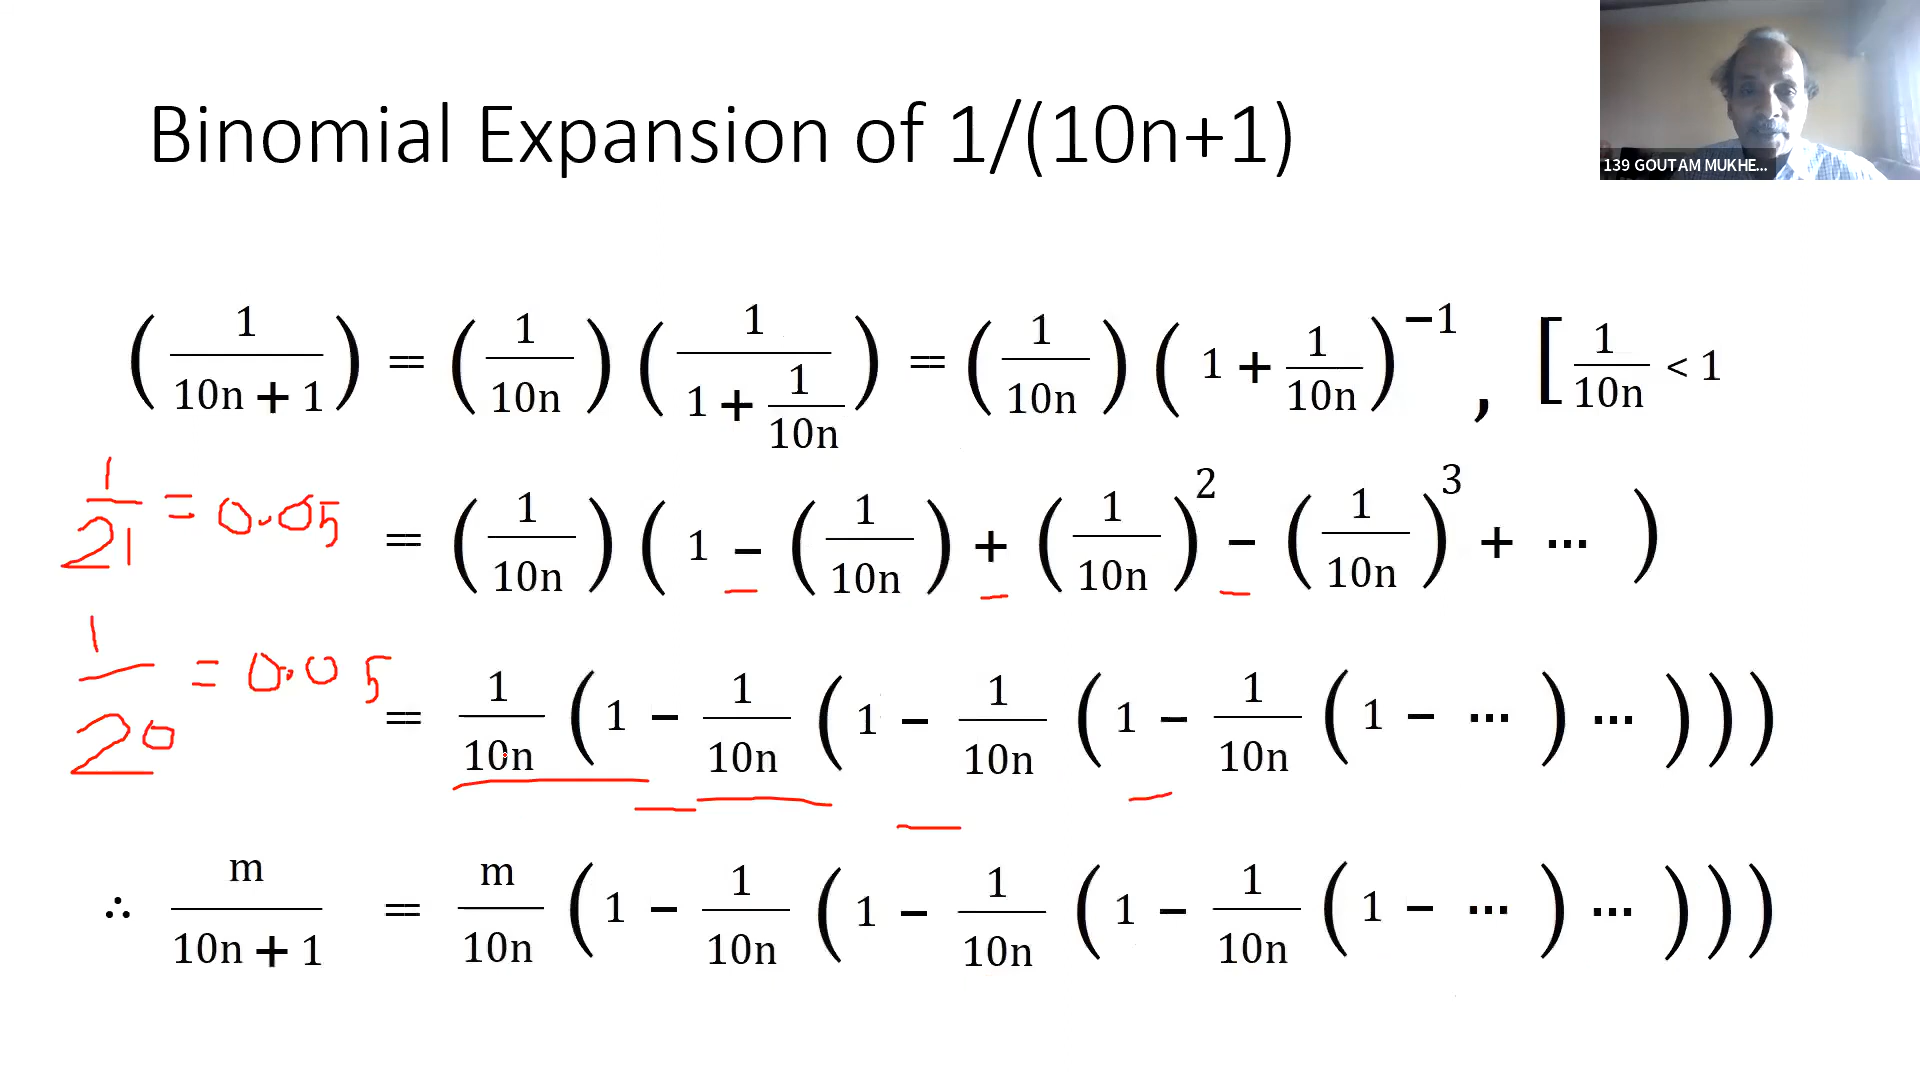 Binomial Expansion of 1/(10n+1)
139 GOUTAM MUKHE...
(1/(10n + 1)) = (1/10n) (1/(1 + 1/10n)) = (1/10n) (1 + 1/10n)^−1 , [1/10n < 1
1/21 = 0.05
= (1/10n) (1 − (1/10n) + (1/10n)^2 − (1/10n)^3 + ⋯ )
1/20 = 0.05
= 1/10n (1 − 1/10n (1 − 1/10n (1 − 1/10n (1 − ⋯ ) ⋯ )))
∴ m/(10n + 1) = m/10n (1 − 1/10n (1 − 1/10n (1 − 1/10n (1 − ⋯ ) ⋯ )))